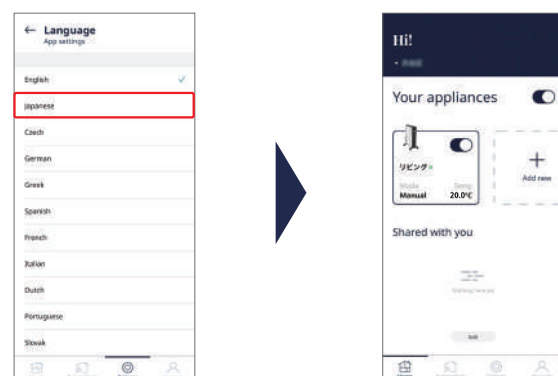 Language
App settings
English
Japanese
Czech
German
Greek
Spanish
French
Italian
Dutch
Portuguese
Slovak
Hi!
Your appliances
リビング
Add new
Mode
Temp
Manual
20.0°C
Shared with you